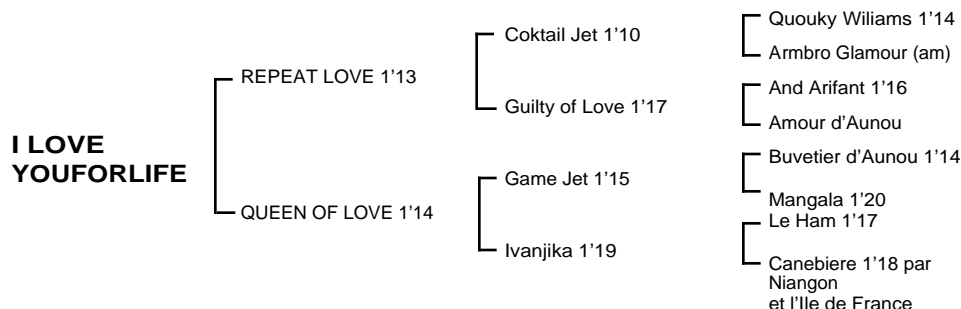 I LOVE
YOUFORLIFE
REPEAT LOVE 1’13
QUEEN OF LOVE 1’14
Coktail Jet 1’10
Guilty of Love 1’17
Game Jet 1’15
Ivanjika 1’19
Quouky Wiliams 1’14
Armbro Glamour (am)
And Arifant 1’16
Amour d’Aunou
Buvetier d’Aunou 1’14
Mangala 1’20
Le Ham 1’17
Canebiere 1’18 par
Niangon
et l’Ile de France